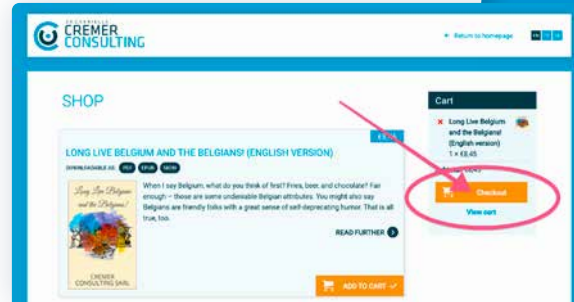 CREMER
CONSULTING
Return to homepage
SHOP
LONG LIVE BELGIUM AND THE BELGIANS! (ENGLISH VERSION)
DOWNLOADABLE AS PDF EPUB MOBI
When I say Belgium, what do you think of first? Fries, beer, and chocolate? Fair
enough – those are some undeniable Belgian attributes. You might also say
Belgians are friendly folks with a great sense of self-deprecating humor. That is all
true, too.
READ FURTHER
ADD TO CART
Long Live Belgium
and the Belgians!
CREMER
CONSULTING SARL
Cart
Long Live Belgium
and the Belgians!
(English version)
1 × €8,45
Checkout
View cart